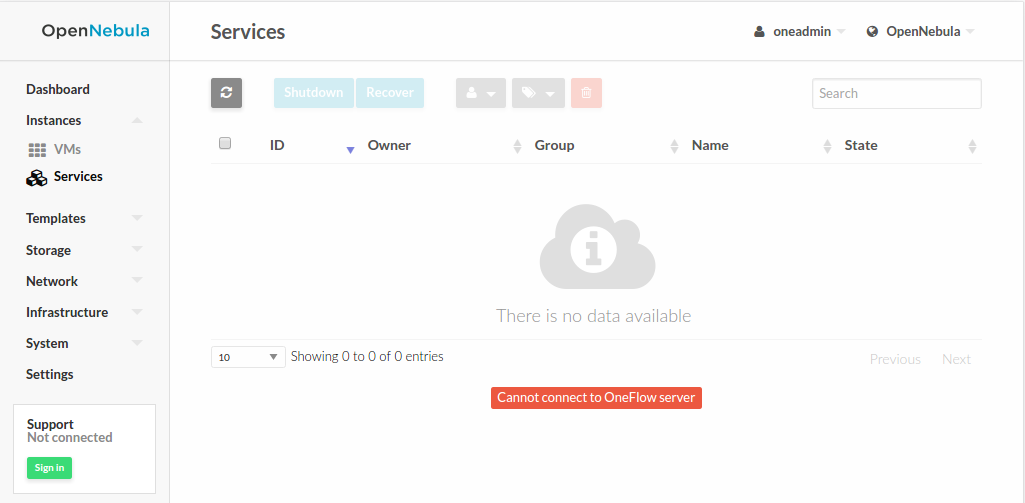 OpenNebula
Services
oneadmin
OpenNebula
Dashboard
Instances
VMs
Services
Templates
Storage
Network
Infrastructure
System
Settings
Support
Not connected
Sign in
Shutdown
Recover
Search
ID Owner Group Name State
There is no data available
10 Showing 0 to 0 of 0 entries
Previous Next
Cannot connect to OneFlow server